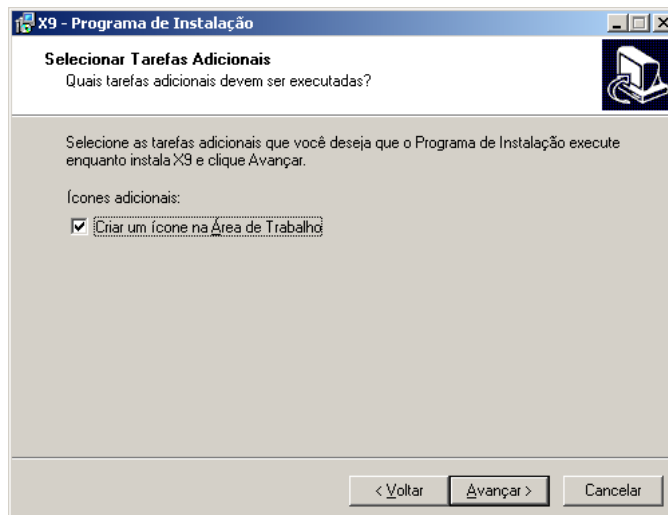 X9 - Programa de Instalação
Selecionar Tarefas Adicionais
Quais tarefas adicionais devem ser executadas?
Selecione as tarefas adicionais que você deseja que o Programa de Instalação execute
enquanto instala X9 e clique Avançar.
Ícones adicionais:
Criar um ícone na Área de Trabalho
< Voltar
Avançar >
Cancelar